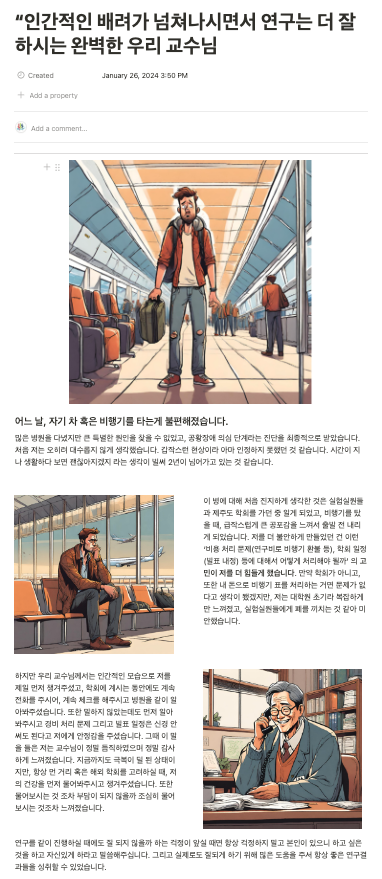 “인간적인 배려가 넘쳐나시면서 연구는 더 잘
하시는 완벽한 우리 교수님
Created January 26, 2024 3:50 PM
Add a property
Add a comment...
어느 날, 자기 차 혹은 비행기를 타는게 불편해졌습니다.
많은 병원을 다녔지만 큰 특별한 원인을 찾을 수 없었고, 공황장애 의심 단계라는 진단을 최종적으로 받았습니다.
처음 저는 오히려 대수롭지 않게 생각했습니다. 갑작스런 현상이라 아마 인정하지 못했던 것 같습니다. 시간이 지
나 생활하다 보면 괜찮아지겠지 라는 생각이 벌써 2년이 넘어가고 있는 것 같습니다.
이 병에 대해 처음 진지하게 생각한 것은 실험실원들
과 제주도 학회를 가던 중 알게 되었고, 비행기를 탔
을 때, 급작스럽게 큰 공포감을 느껴서 출발 전 내리
게 되었습니다. 저를 더 불안하게 만들었던 건 이런
‘비용 처리 문제(연구비로 비행기 환불 등), 학회 일정
(발표 내정) 등에 대해서 어떻게 처리해야 될까’ 의 고
민이 저를 더 힘들게 했습니다. 만약 학회가 아니고,
또한 내 돈으로 비행기 표를 처리하는 거면 문제가 없
다고 생각이 됐겠지만, 저는 대학원 초기라 복잡하게
만 느껴졌고, 실험실원들에게 폐를 끼치는 것 같아 미
안했습니다.
하지만 우리 교수님께서는 인간적인 모습으로 저를
제일 먼저 챙겨주셨고, 학회에 계시는 동안에도 계속
전화를 주시어, 계속 체크를 해주시고 병원을 같이 알
아봐주셨습니다. 또한 말하지 않았는데도 먼저 알아
봐주시고 경비 처리 문제 그리고 발표 일정은 신경 안
써도 된다고 저에게 안정감을 주셨습니다. 그때 이 말
을 들은 저는 교수님이 정말 듬직하였으며 정말 감사
하게 느껴졌습니다. 지금까지도 극복이 덜 된 상태이
지만, 항상 먼 거리 혹은 해외 학회를 고려하실 때, 저
의 건강을 먼저 물어봐주시고 챙겨주셨습니다. 또한
물어보시는 것 조차 부담이 되지 않을까 조심히 물어
보시는 것조차 느껴졌습니다.
연구를 같이 진행하실 때에도 잘 되지 않을까 하는 걱정이 앞설 때면 항상 걱정하지 말고 본인이 있으니 하고 싶은
것을 하고 자신있게 하라고 말씀해주십니다. 그리고 실제로도 잘되게 하기 위해 많은 도움을 주셔 항상 좋은 연구결
과들을 성취할 수 있었습니다.